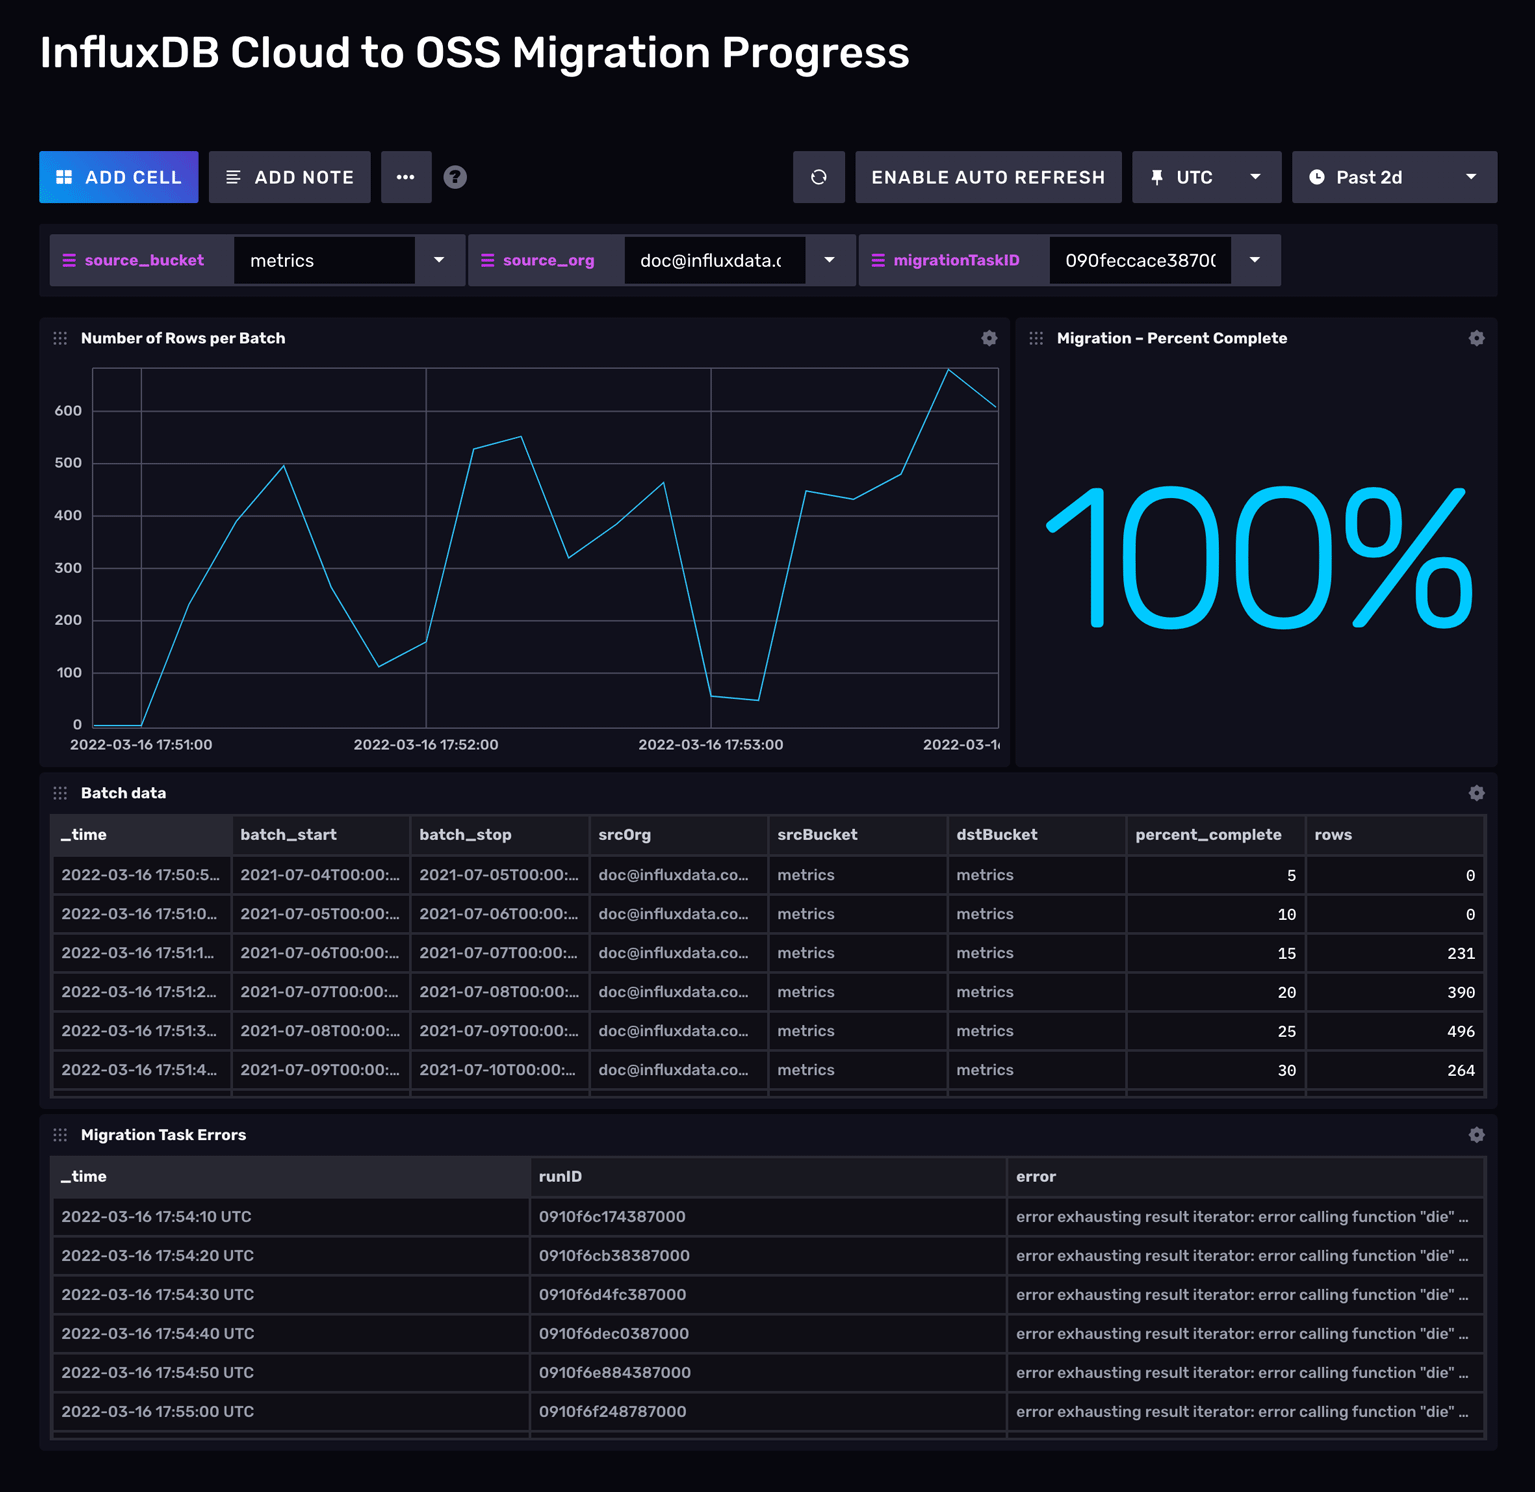 InfluxDB Cloud to OSS Migration Progress
ADD CELL ADD NOTE ••• ? ENABLE AUTO REFRESH UTC Past 2d
source_bucket metrics source_org doc@influxdata.c migrationTaskID 090feccace3870
Number of Rows per Batch
600
500
400
300
200
100
0
2022-03-16 17:51:00 2022-03-16 17:52:00 2022-03-16 17:53:00 2022-03-1
Migration – Percent Complete
100%
Batch data
_time batch_start batch_stop srcOrg srcBucket dstBucket percent_complete rows
2022-03-16 17:50:5… 2021-07-04T00:00:… 2021-07-05T00:00:… doc@influxdata.co… metrics metrics 5 0
2022-03-16 17:51:0… 2021-07-05T00:00:… 2021-07-06T00:00:… doc@influxdata.co… metrics metrics 10 0
2022-03-16 17:51:1… 2021-07-06T00:00:… 2021-07-07T00:00:… doc@influxdata.co… metrics metrics 15 231
2022-03-16 17:51:2… 2021-07-07T00:00:… 2021-07-08T00:00:… doc@influxdata.co… metrics metrics 20 390
2022-03-16 17:51:3… 2021-07-08T00:00:… 2021-07-09T00:00:… doc@influxdata.co… metrics metrics 25 496
2022-03-16 17:51:4… 2021-07-09T00:00:… 2021-07-10T00:00:… doc@influxdata.co… metrics metrics 30 264
Migration Task Errors
_time runID error
2022-03-16 17:54:10 UTC 0910f6c174387000 error exhausting result iterator: error calling function "die" …
2022-03-16 17:54:20 UTC 0910f6cb38387000 error exhausting result iterator: error calling function "die" …
2022-03-16 17:54:30 UTC 0910f6d4fc387000 error exhausting result iterator: error calling function "die" …
2022-03-16 17:54:40 UTC 0910f6dec0387000 error exhausting result iterator: error calling function "die" …
2022-03-16 17:54:50 UTC 0910f6e884387000 error exhausting result iterator: error calling function "die" …
2022-03-16 17:55:00 UTC 0910f6f248787000 error exhausting result iterator: error calling function "die" …